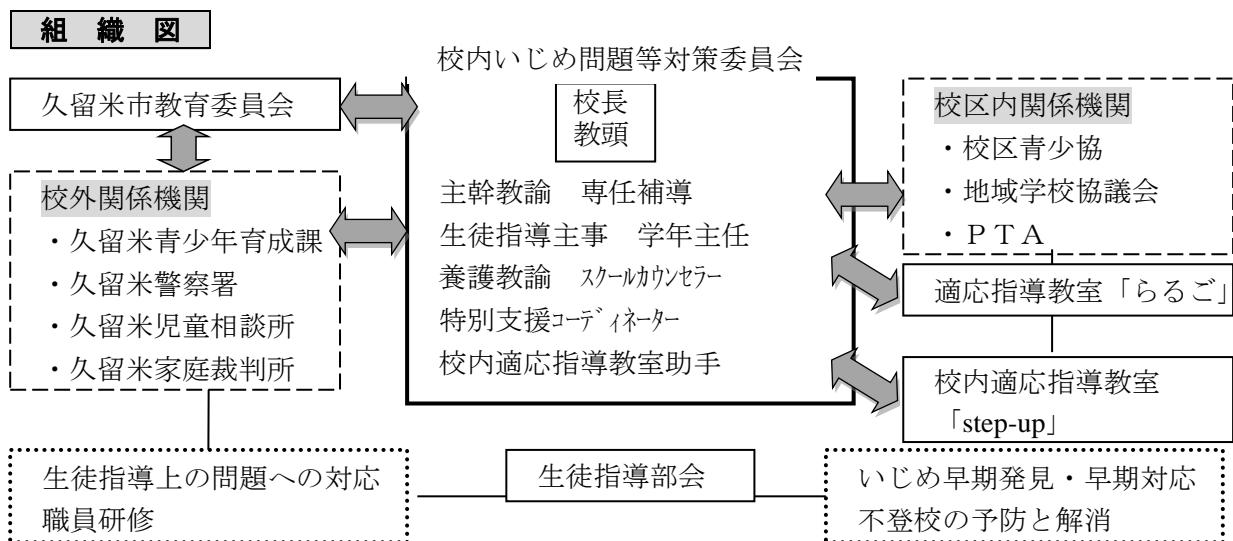 組 織 図
校内いじめ問題等対策委員会
久留米市教育委員会
校長
教頭
主幹教諭 専任補導
生徒指導主事 学年主任
養護教諭 ｽｸｰﾙｶｳﾝｾﾗｰ
特別支援ｺｰﾃﾞｨﾈｰﾀｰ
校内適応指導教室助手
校外関係機関
・久留米青少年育成課
・久留米警察署
・久留米児童相談所
・久留米家庭裁判所
校区内関係機関
・校区青少協
・地域学校協議会
・ＰＴＡ
適応指導教室「らるご」
校内適応指導教室
「step-up」
生徒指導上の問題への対応
職員研修
生徒指導部会
いじめ早期発見・早期対応
不登校の予防と解消